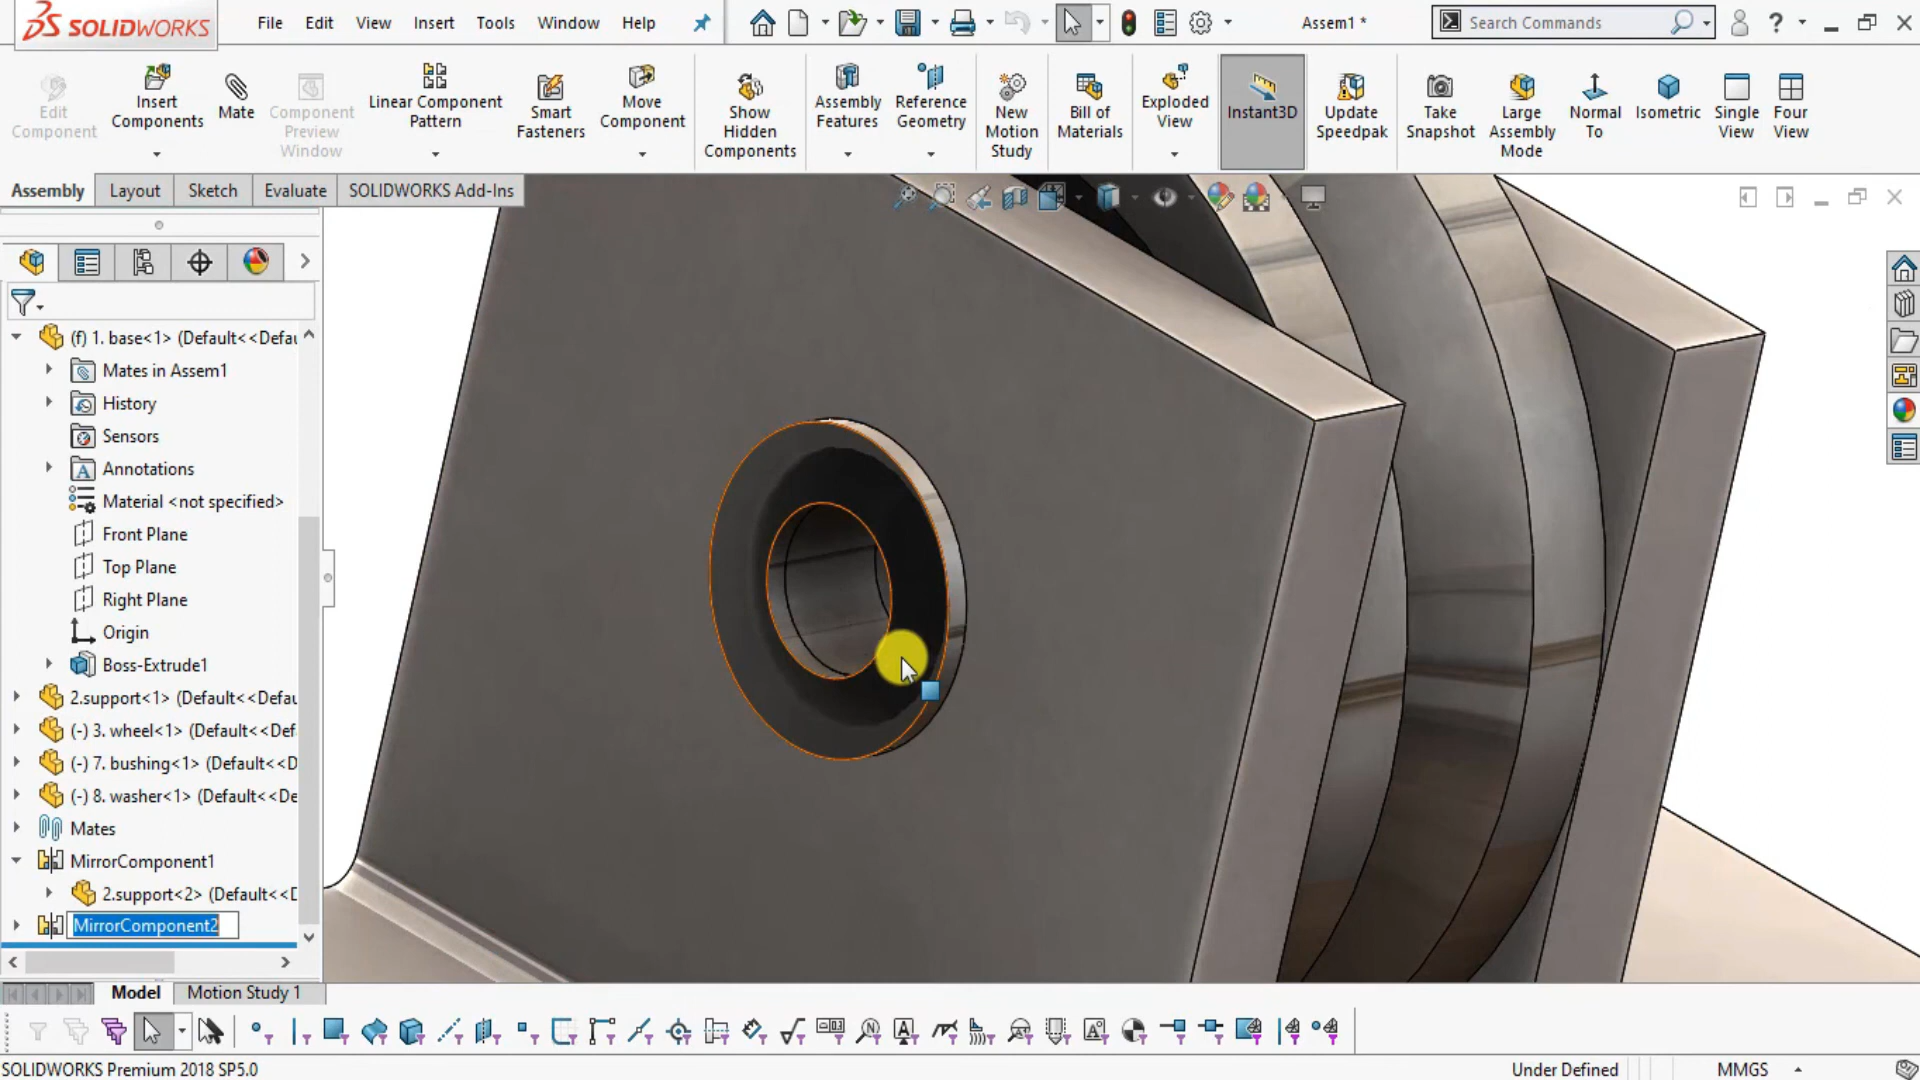 SOLIDWORKS
File
Edit
View
Insert
Tools
Window
Help
Assem1 *
Search Commands
?
Edit
Component
Insert
Components
Mate
Component
Preview
Window
Linear Component
Pattern
Smart
Fasteners
Move
Component
Show
Hidden
Components
Assembly
Features
Reference
Geometry
New
Motion
Study
Bill of
Materials
Exploded
View
Instant3D
Update
Speedpak
Take
Snapshot
Large
Assembly
Mode
Normal
To
Isometric
Single
View
Four
View
Assembly
Layout
Sketch
Evaluate
SOLIDWORKS Add-Ins
(f) 1. base<1> (Default<<Defau
Mates in Assem1
History
Sensors
Annotations
Material <not specified>
Front Plane
Top Plane
Right Plane
Origin
Boss-Extrude1
2.support<1> (Default<<Defau
(-) 3. wheel<1> (Default<<Def
(-) 7. bushing<1> (Default<<D
(-) 8. washer<1> (Default<<De
Mates
MirrorComponent1
2.support<2> (Default<<D
MirrorComponent2
Model
Motion Study 1
SOLIDWORKS Premium 2018 SP5.0
Under Defined
MMGS